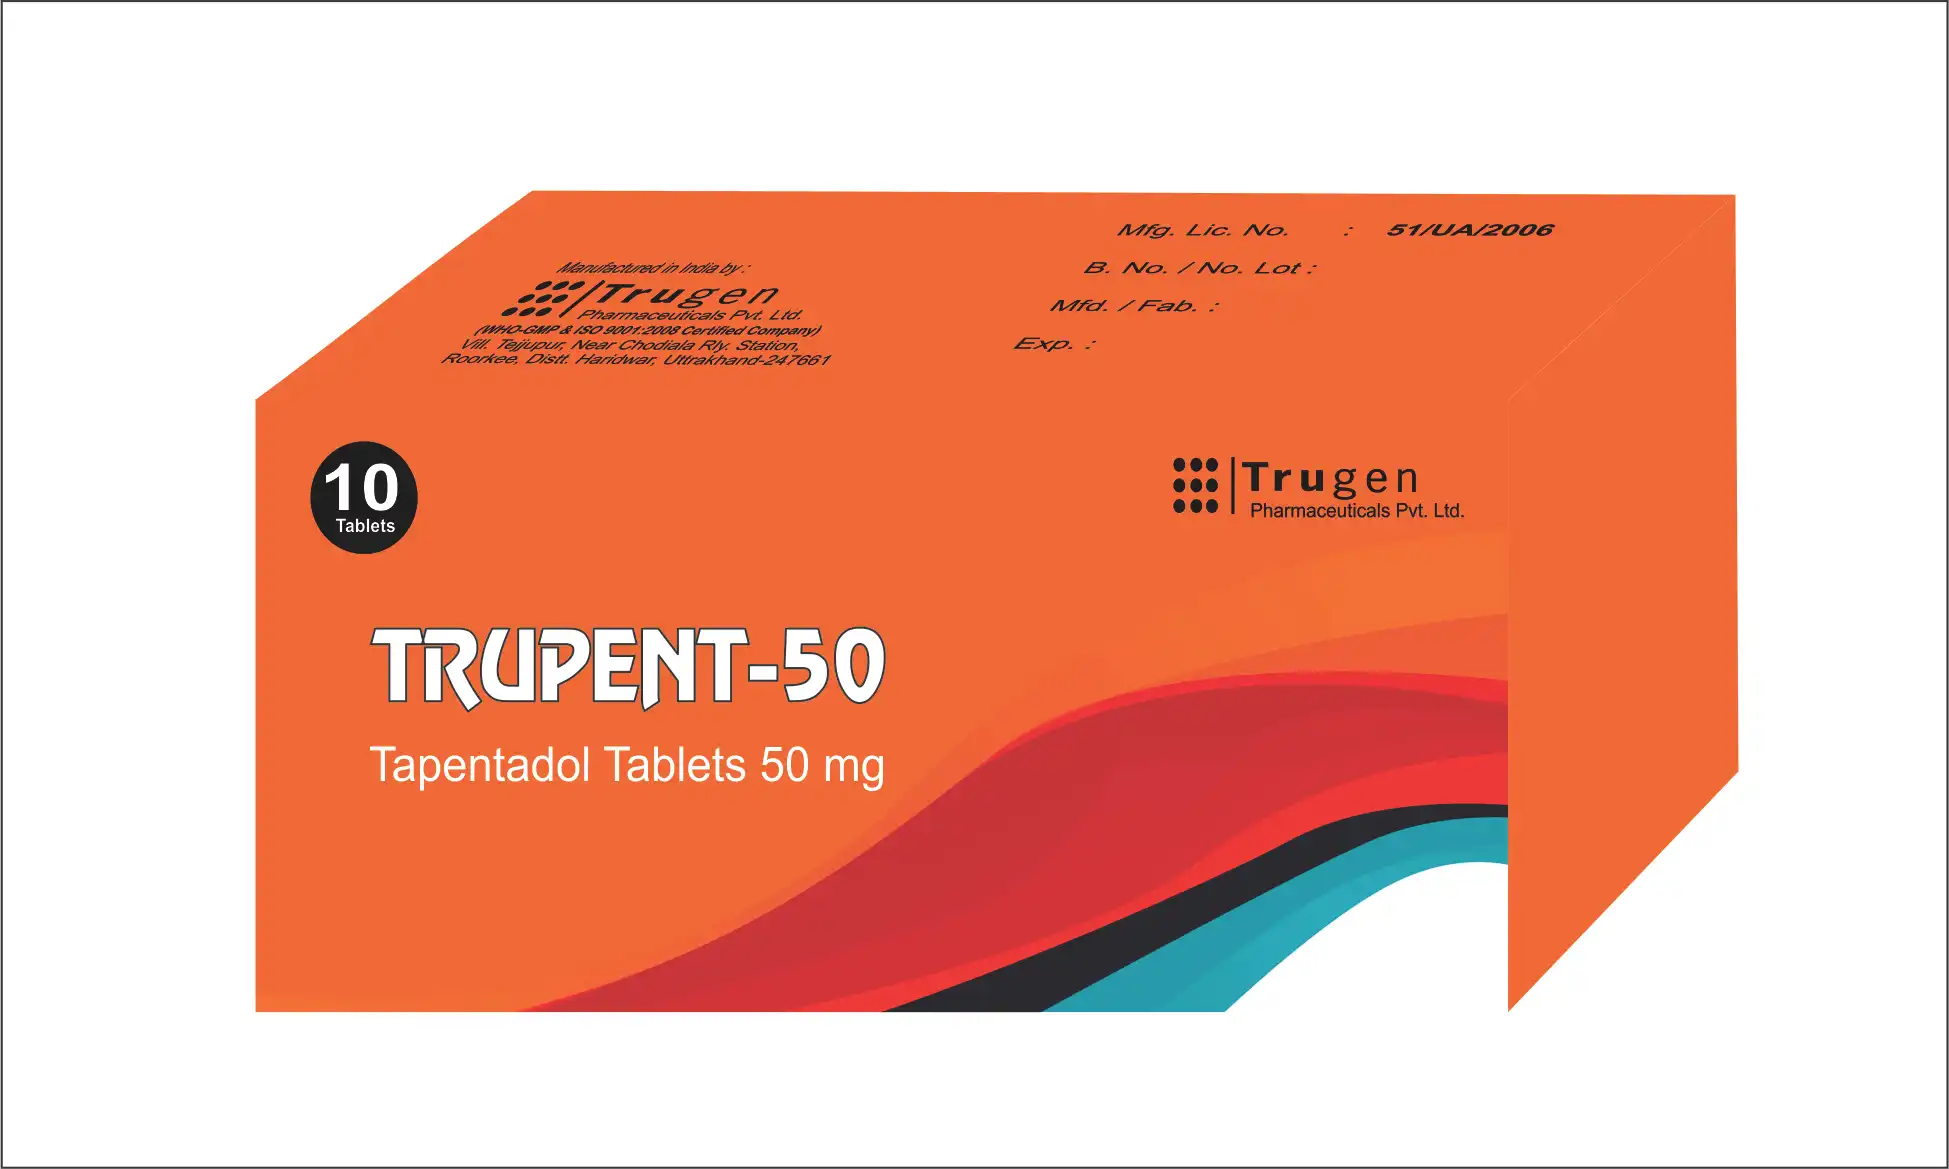 Mfg. Lic. No. : 51/UA/2006
B. No. / No. Lot :
Mfd. / Fab. :
Exp. :
Manufactured in India by :
Trugen
Pharmaceuticals Pvt. Ltd.
(WHO-GMP & ISO 9001:2008 Certified Company)
Vill. Tejjupur, Near Chodiala Rly. Station,
Roorkee, Distt. Haridwar, Uttrakhand-247661
10
Tablets
Trugen
Pharmaceuticals Pvt. Ltd.
TRUPENT-50
Tapentadol Tablets 50 mg